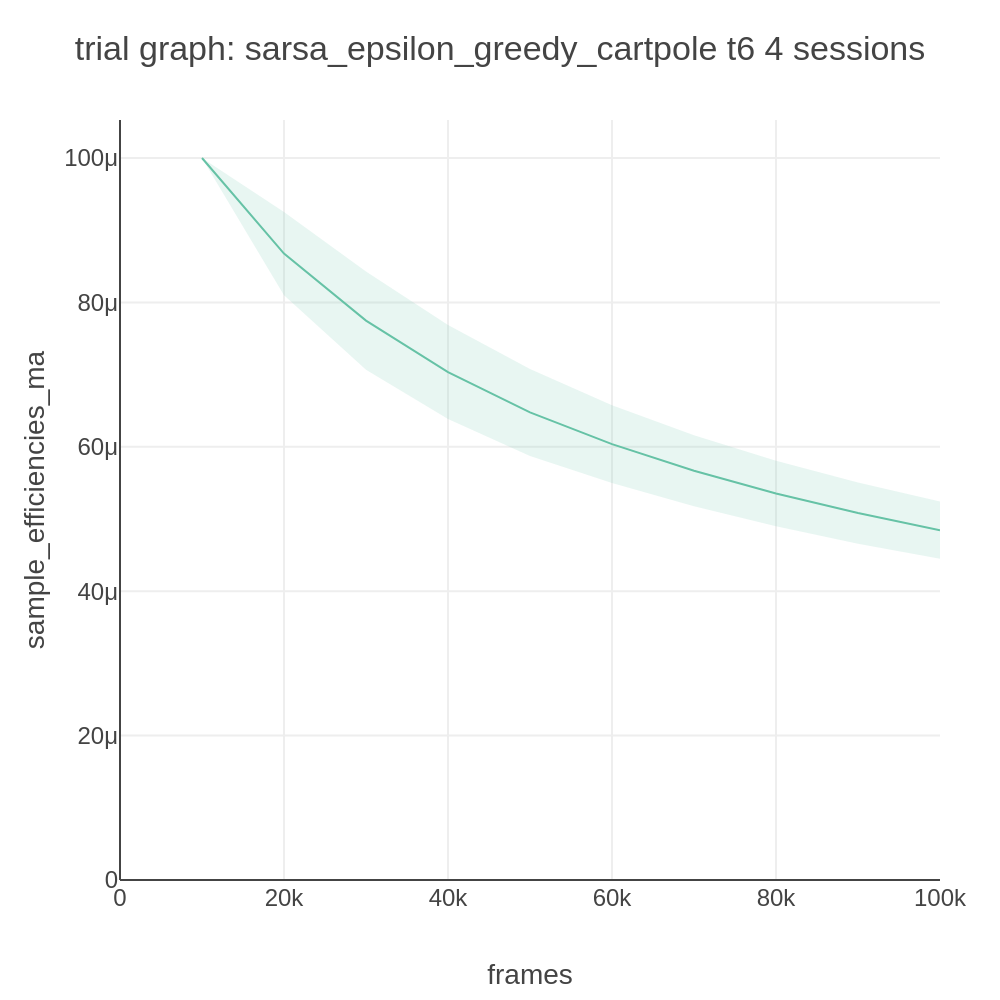 trial graph: sarsa_epsilon_greedy_cartpole t6 4 sessions
100μ
80μ
60μ
40μ
20μ
0
sample_efficiencies_ma
0 20k 40k 60k 80k 100k
frames